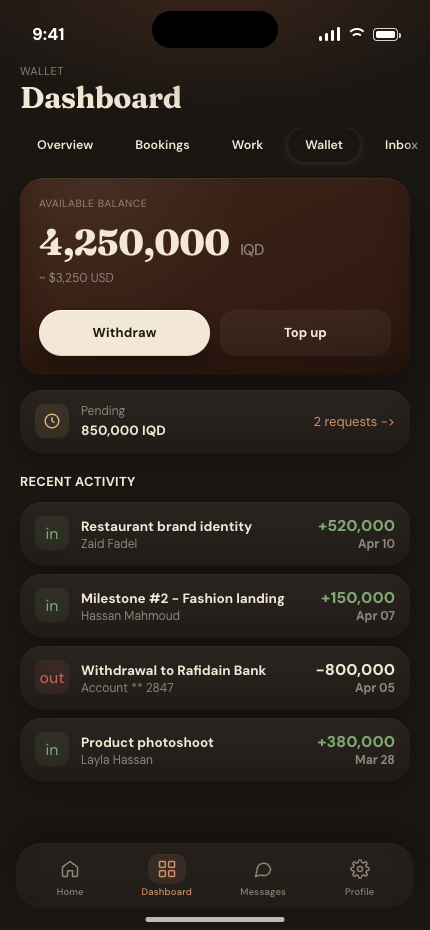 9:41
WALLET
Dashboard
Overview Bookings Work Wallet Inbox
AVAILABLE BALANCE
4,250,000 IQD
~ $3,250 USD
Withdraw Top up
Pending
850,000 IQD
2 requests ->
RECENT ACTIVITY
in
Restaurant brand identity
Zaid Fadel
+520,000
Apr 10
in
Milestone #2 - Fashion landing
Hassan Mahmoud
+150,000
Apr 07
out
Withdrawal to Rafidain Bank
Account ** 2847
-800,000
Apr 05
in
Product photoshoot
Layla Hassan
+380,000
Mar 28
Home Dashboard Messages Profile